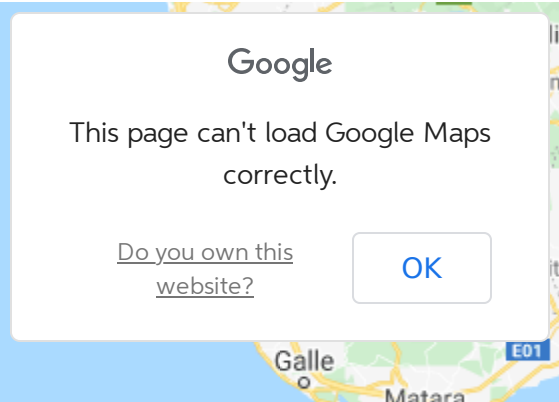 Google
This page can't load Google Maps
correctly.
Do you own this
website?
OK
E01
Galle
Matara